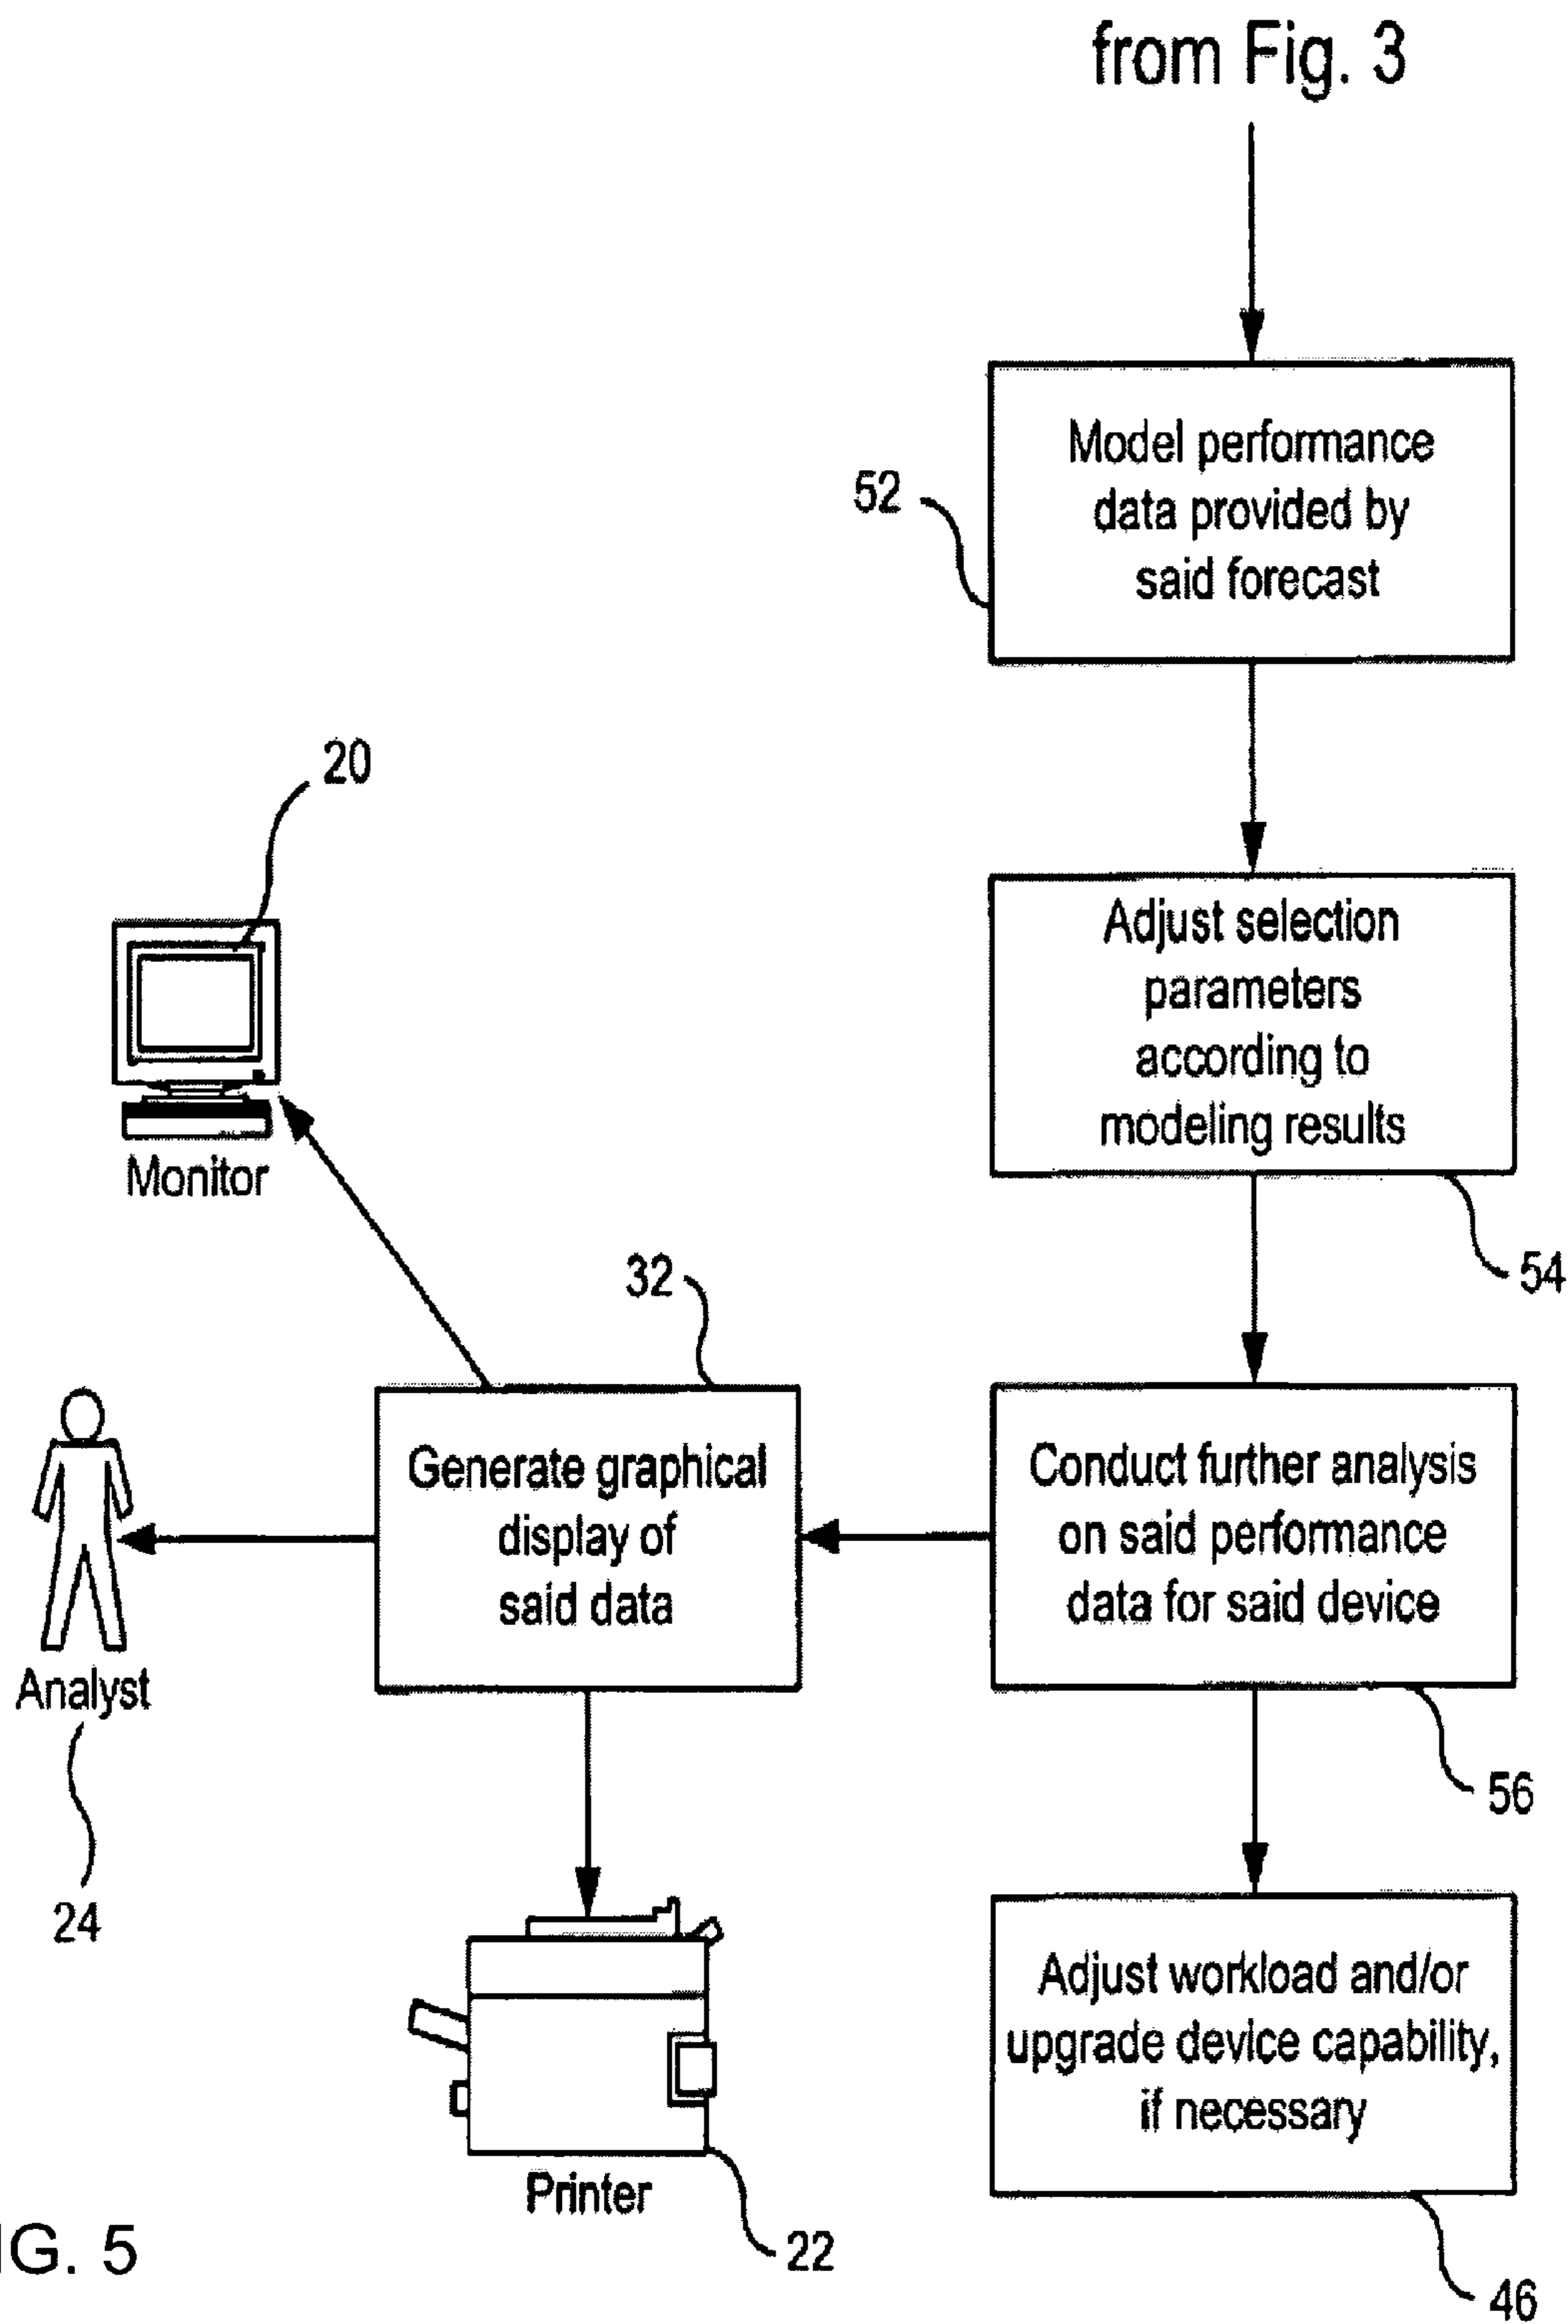 from Fig. 3
Model performance
data provided by
said forecast
52
Adjust selection
parameters
according to
modeling results
54
20
Monitor
32
Generate graphical
display of
said data
Conduct further analysis
on said performance
data for said device
56
Analyst
24
Adjust workload and/or
upgrade device capability,
if necessary
46
Printer
22
IG. 5